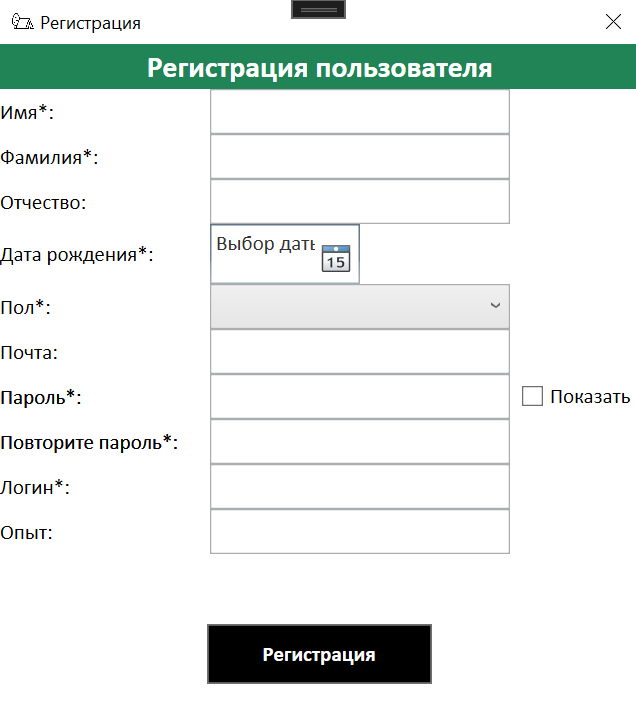 Регистрация
Регистрация пользователя
Имя*:
Фамилия*:
Отчество:
Дата рождения*:
Выбор даты
15
Пол*:
Почта:
Пароль*:
Показать
Повторите пароль*:
Логин*:
Опыт:
Регистрация